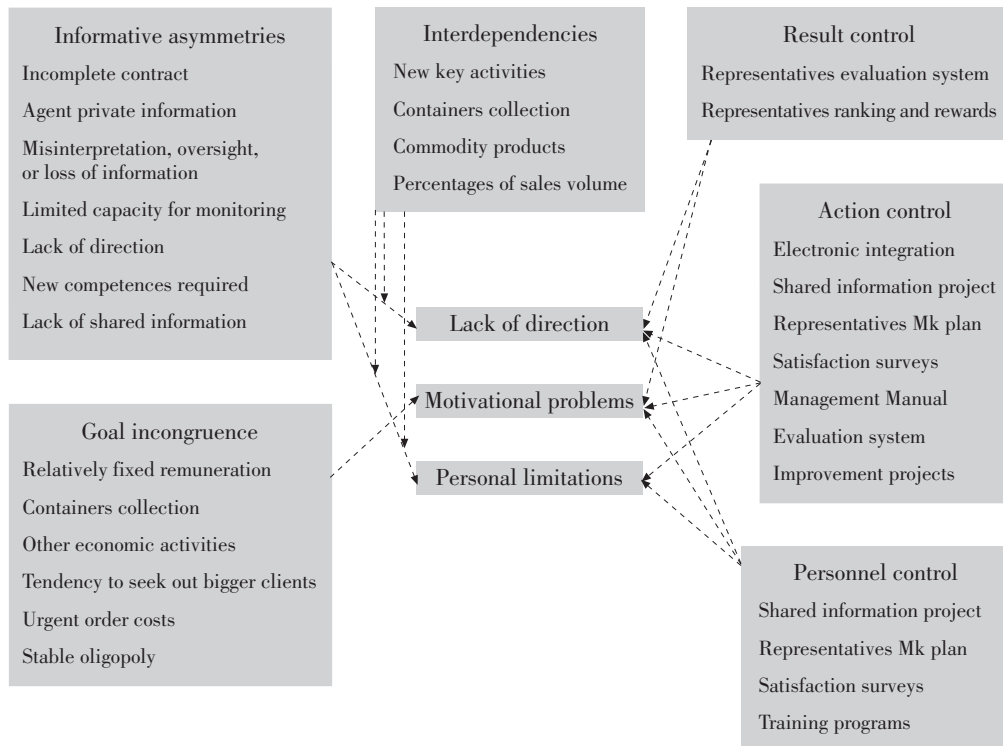 Informative asymmetries
Incomplete contract
Agent private information
Misinterpretation, oversight,
or loss of information
Limited capacity for monitoring
Lack of direction
New competences required
Lack of shared information
Goal incongruence
Relatively fixed remuneration
Containers collection
Other economic activities
Tendency to seek out bigger clients
Urgent order costs
Stable oligopoly
Interdependencies
New key activities
Containers collection
Commodity products
Percentages of sales volume
Lack of direction
Motivational problems
Personal limitations
Result control
Representatives evaluation system
Representatives ranking and rewards
Action control
Electronic integration
Shared information project
Representatives Mk plan
Satisfaction surveys
Management Manual
Evaluation system
Improvement projects
Personnel control
Shared information project
Representatives Mk plan
Satisfaction surveys
Training programs